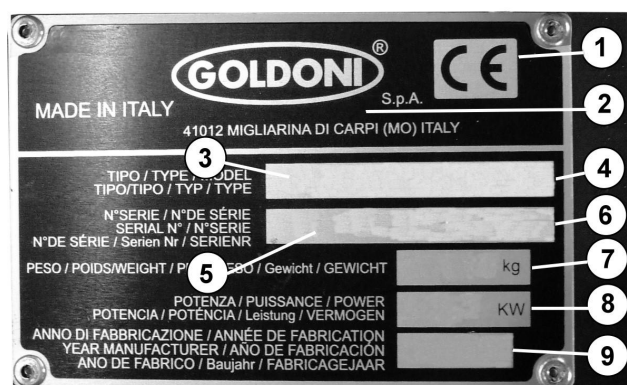 GOLDONI ®
CE
1
S.p.A.
MADE IN ITALY
2
41012 MIGLIARINA DI CARPI (MO) ITALY
3
TIPO / TYPE / MODEL
4
TIPO/TIPO / TYP / TYPE
N°SERIE / N°DE SÉRIE
6
SERIAL N° / N°SERIE
N°DE SÉRIE / Serien Nr / SERIENR
5
PESO / POIDS/WEIGHT / / Gewicht / GEWICHT
kg
7
POTENZA / PUISSANCE / POWER
KW
8
POTENCIA / POTÊNCIA / Leistung / VERMOGEN
ANNO DI FABBRICAZIONE / ANNÉE DE FABRICATION
YEAR MANUFACTURER / AÑO DE FABRICACIÓN
9
ANO DE FABRICO / Baujahr / FABRICAGEJAAR